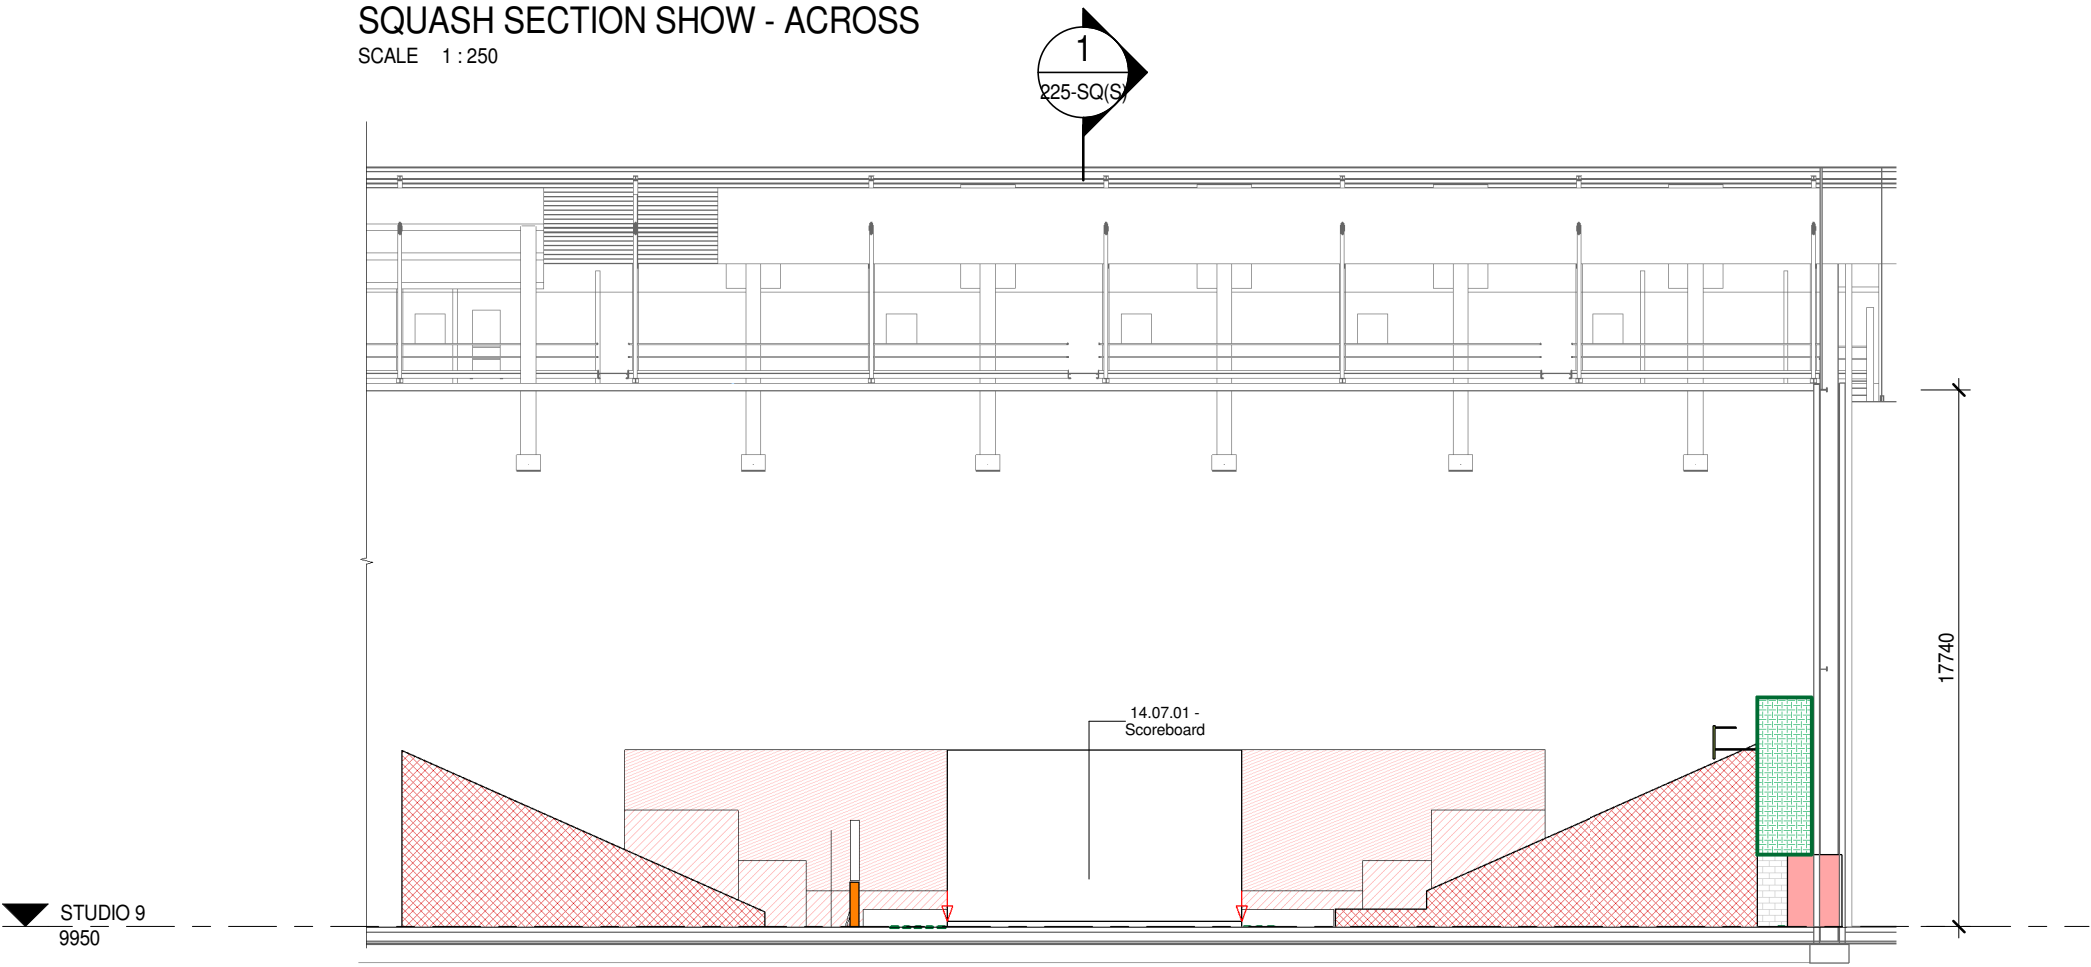 SQUASH SECTION SHOW - ACROSS
SCALE 1 : 250
1
225-SQ(S)
17740
14.07.01 -
Scoreboard
STUDIO 9
9950